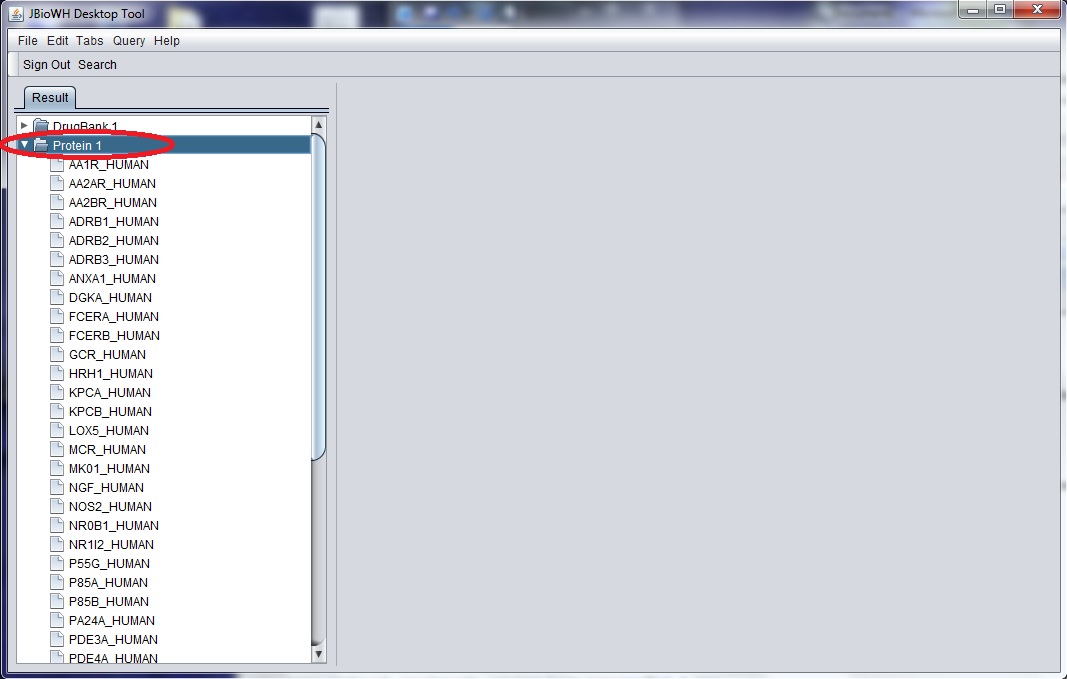 JBioWH Desktop Tool
File Edit Tabs Query Help
Sign Out Search
Result
DrugBank 1
Protein 1
AA1R_HUMAN
AA2AR_HUMAN
AA2BR_HUMAN
ADRB1_HUMAN
ADRB2_HUMAN
ADRB3_HUMAN
ANXA1_HUMAN
DGKA_HUMAN
FCERA_HUMAN
FCERB_HUMAN
GCR_HUMAN
HRH1_HUMAN
KPCA_HUMAN
KPCB_HUMAN
LOX5_HUMAN
MCR_HUMAN
MK01_HUMAN
NGF_HUMAN
NOS2_HUMAN
NR0B1_HUMAN
NR1I2_HUMAN
P55G_HUMAN
P85A_HUMAN
P85B_HUMAN
PA24A_HUMAN
PDE3A_HUMAN
PDE4A_HUMAN